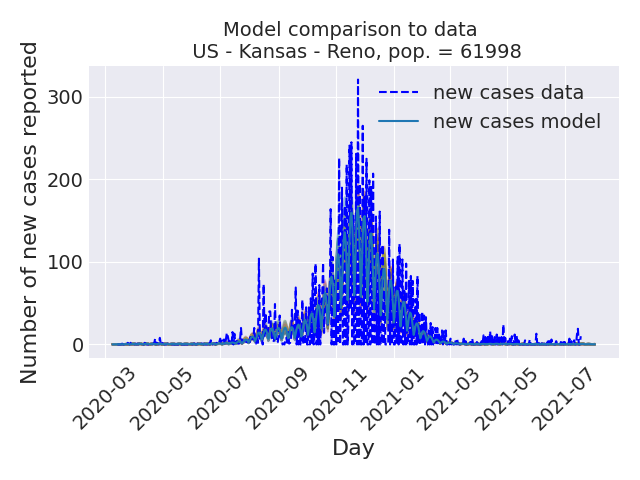 Model comparison to data
US - Kansas - Reno, pop. = 61998
Number of new cases reported
300
200
100
0
new cases data
new cases model
2020-03
2020-05
2020-07
2020-09
2020-11
2021-01
2021-03
2021-05
2021-07
Day